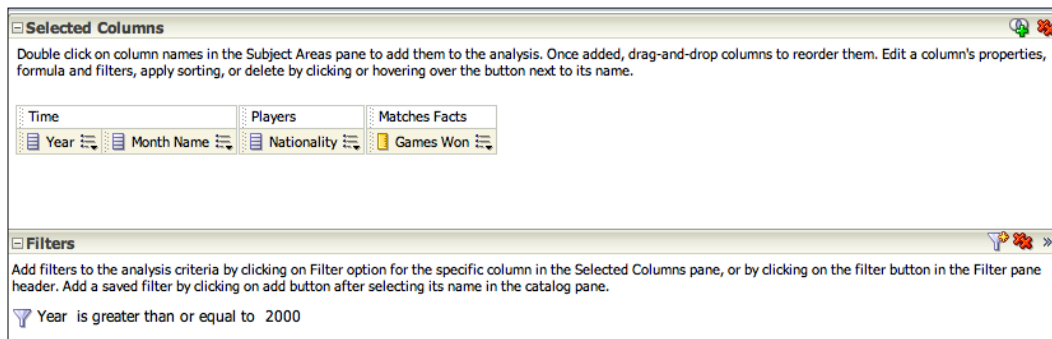 Selected Columns
Double click on column names in the Subject Areas pane to add them to the analysis. Once added, drag-and-drop columns to reorder them. Edit a column's properties,
formula and filters, apply sorting, or delete by clicking or hovering over the button next to its name.
Time Players Matches Facts
Year Month Name Nationality Games Won
Filters
Add filters to the analysis criteria by clicking on Filter option for the specific column in the Selected Columns pane, or by clicking on the filter button in the Filter pane
header. Add a saved filter by clicking on add button after selecting its name in the catalog pane.
Year is greater than or equal to 2000